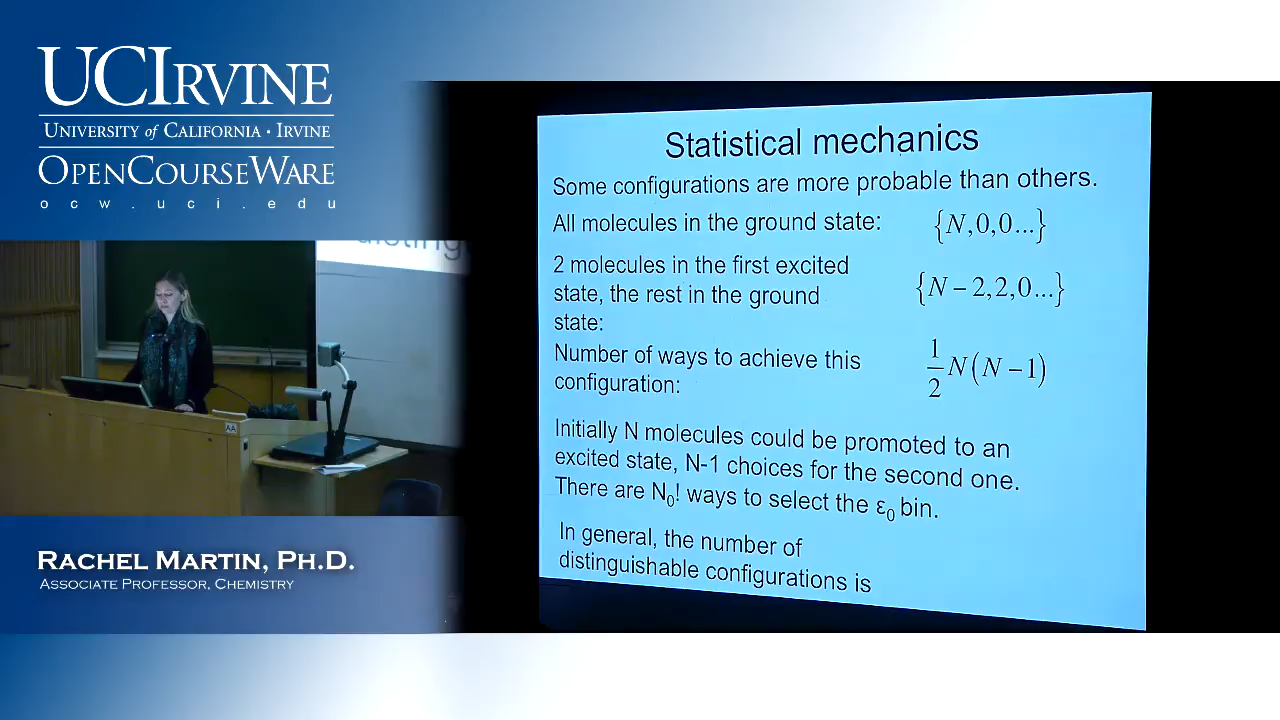 UCIRVINE
UNIVERSITY of CALIFORNIA · IRVINE
OPENCOURSEWARE
ocw.uci.edu
AA
RACHEL MARTIN, PH.D.
ASSOCIATE PROFESSOR, CHEMISTRY
Statistical mechanics
Some configurations are more probable than others.
All molecules in the ground state: {N,0,0...}
2 molecules in the first excited
state, the rest in the ground {N−2,2,0...}
state:
Number of ways to achieve this
configuration: 1/2 N(N−1)
Initially N molecules could be promoted to an
excited state, N-1 choices for the second one.
There are N₀! ways to select the ε₀ bin.
In general, the number of
distinguishable configurations is